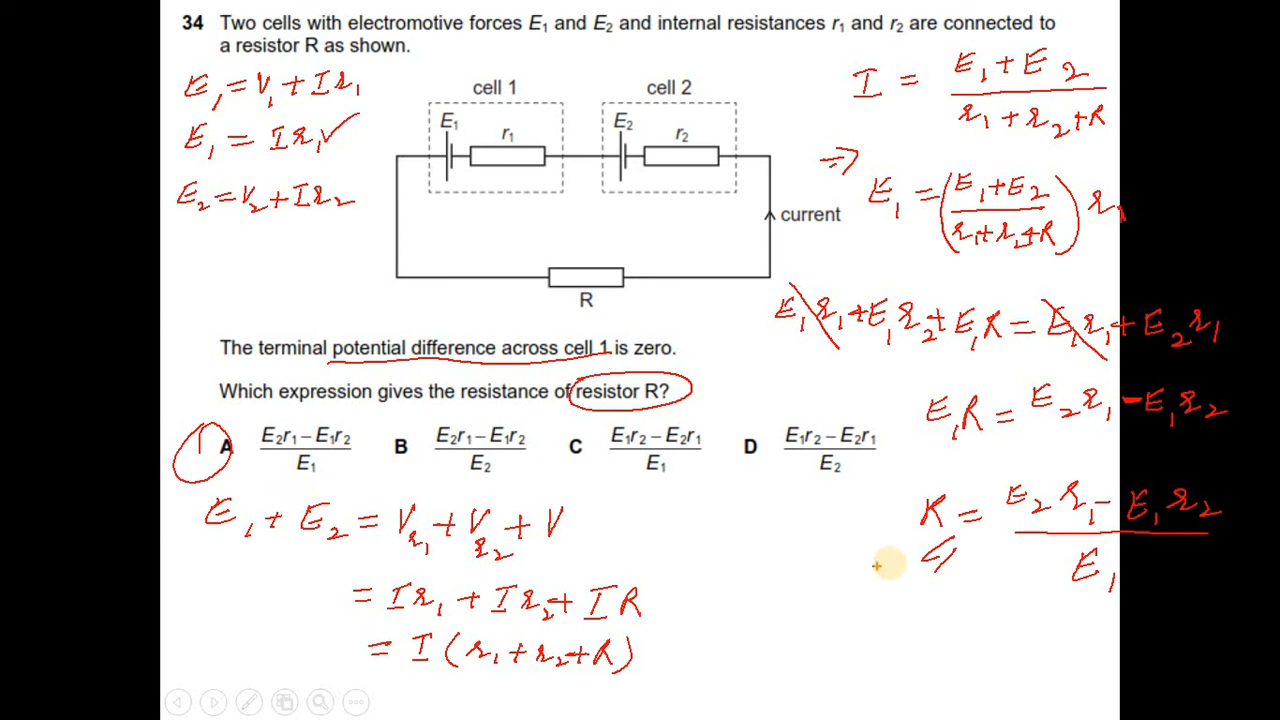 34 Two cells with electromotive forces E₁ and E₂ and internal resistances r₁ and r₂ are connected to
a resistor R as shown.
E₁ = V₁ + Ir₁
E₁ = Ir₁ ✓
E₂ = V₂ + Ir₂
cell 1
cell 2
E₁
r₁
E₂
r₂
current
R
I = (E₁ + E₂)/(r₁ + r₂ + R)
⇒ E₁ = ((E₁ + E₂)/(r₁ + r₂ + R)) r₁
E₁r₁ + E₁r₂ + E₁R = E₁r₁ + E₂r₁
E₁R = E₂r₁ - E₁r₂
R = (E₂r₁ - E₁r₂)/E₁
The terminal potential difference across cell 1 is zero.
Which expression gives the resistance of resistor R?
A (E₂r₁ – E₁r₂)/E₁ B (E₂r₁ – E₁r₂)/E₂ C (E₁r₂ – E₂r₁)/E₁ D (E₁r₂ – E₂r₁)/E₂
E₁ + E₂ = Vr₁ + Vr₂ + V
= Ir₁ + Ir₂ + IR
= I(r₁ + r₂ + R)